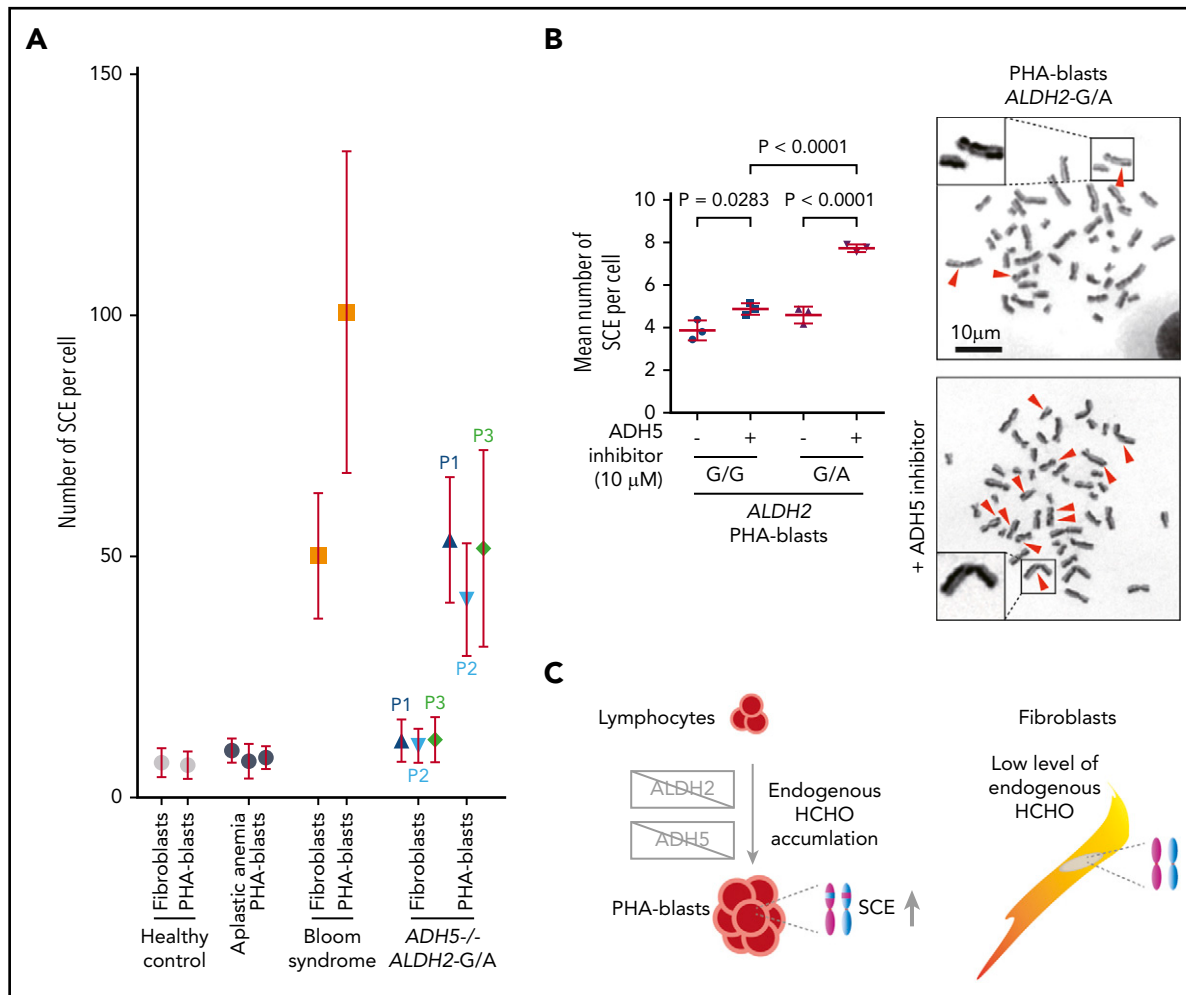 A
Number of SCE per cell
150
100
50
0
P1
P2
P3
P1
P2
P3
Fibroblasts
PHA-blasts
Aplastic anemia
PHA-blasts
Fibroblasts
PHA-blasts
Fibroblasts
PHA-blasts
Healthy
control
Bloom
syndrome
ADH5-/-
ALDH2-G/A
B
Mean number of
SCE per cell
10
8
6
4
2
0
P < 0.0001
P = 0.0283
P < 0.0001
ADH5
inhibitor
(10 μM)
- + - +
G/G G/A
ALDH2
PHA-blasts
PHA-blasts
ALDH2-G/A
10μm
+ ADH5 inhibitor
C
Lymphocytes
ALDH2
ADH5
Endogenous
HCHO
accumlation
PHA-blasts
SCE
Fibroblasts
Low level of
endogenous
HCHO